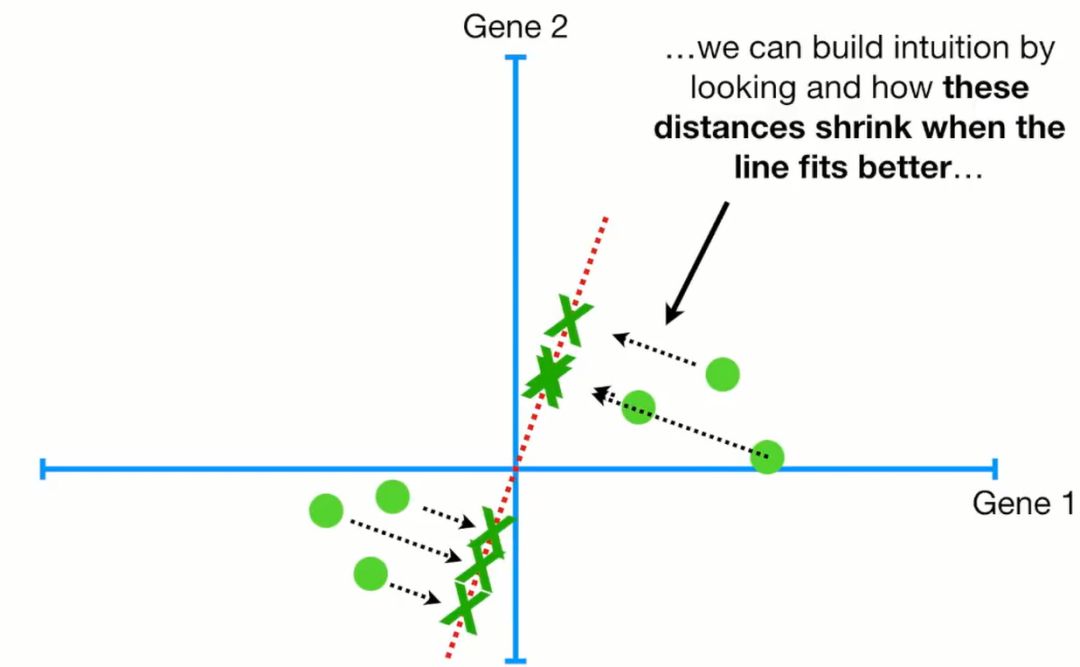 Gene 2
…we can build intuition by
looking and how these
distances shrink when the
line fits better…
Gene 1